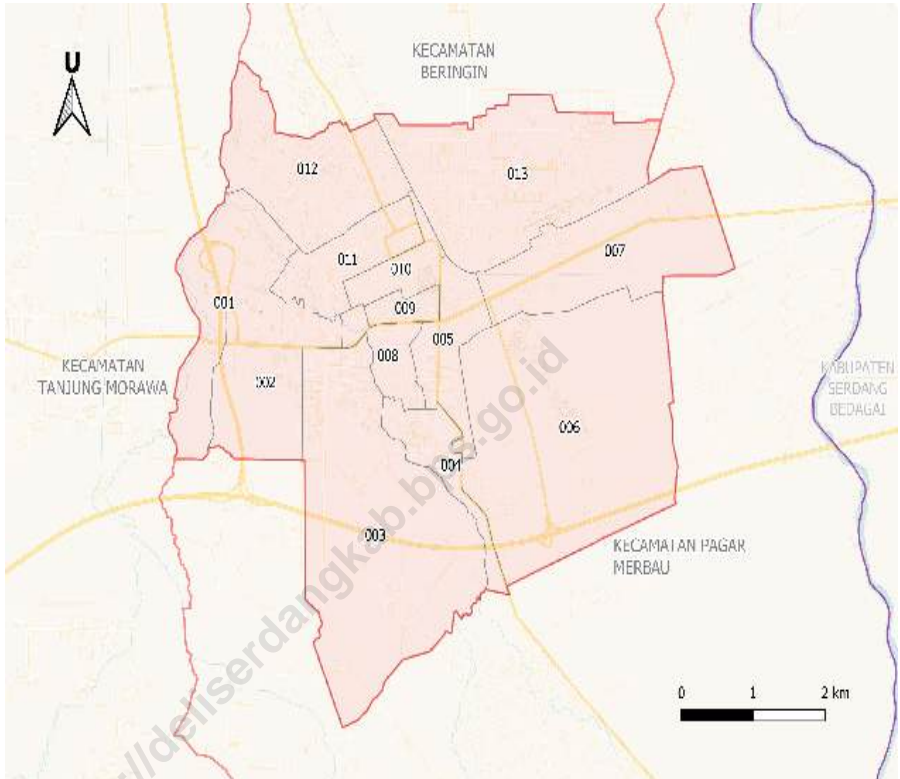 U
KECAMATAN
BERINGIN
012
013
007
011
010
001
009
005
008
KECAMATAN
TANJUNG MORAWA
002
KABUPATEN
SERDANG
BEDAGAI
006
004
003
KECAMATAN PAGAR
MERBAU
0 1 2 km
//deliserdangkab.bps.go.id